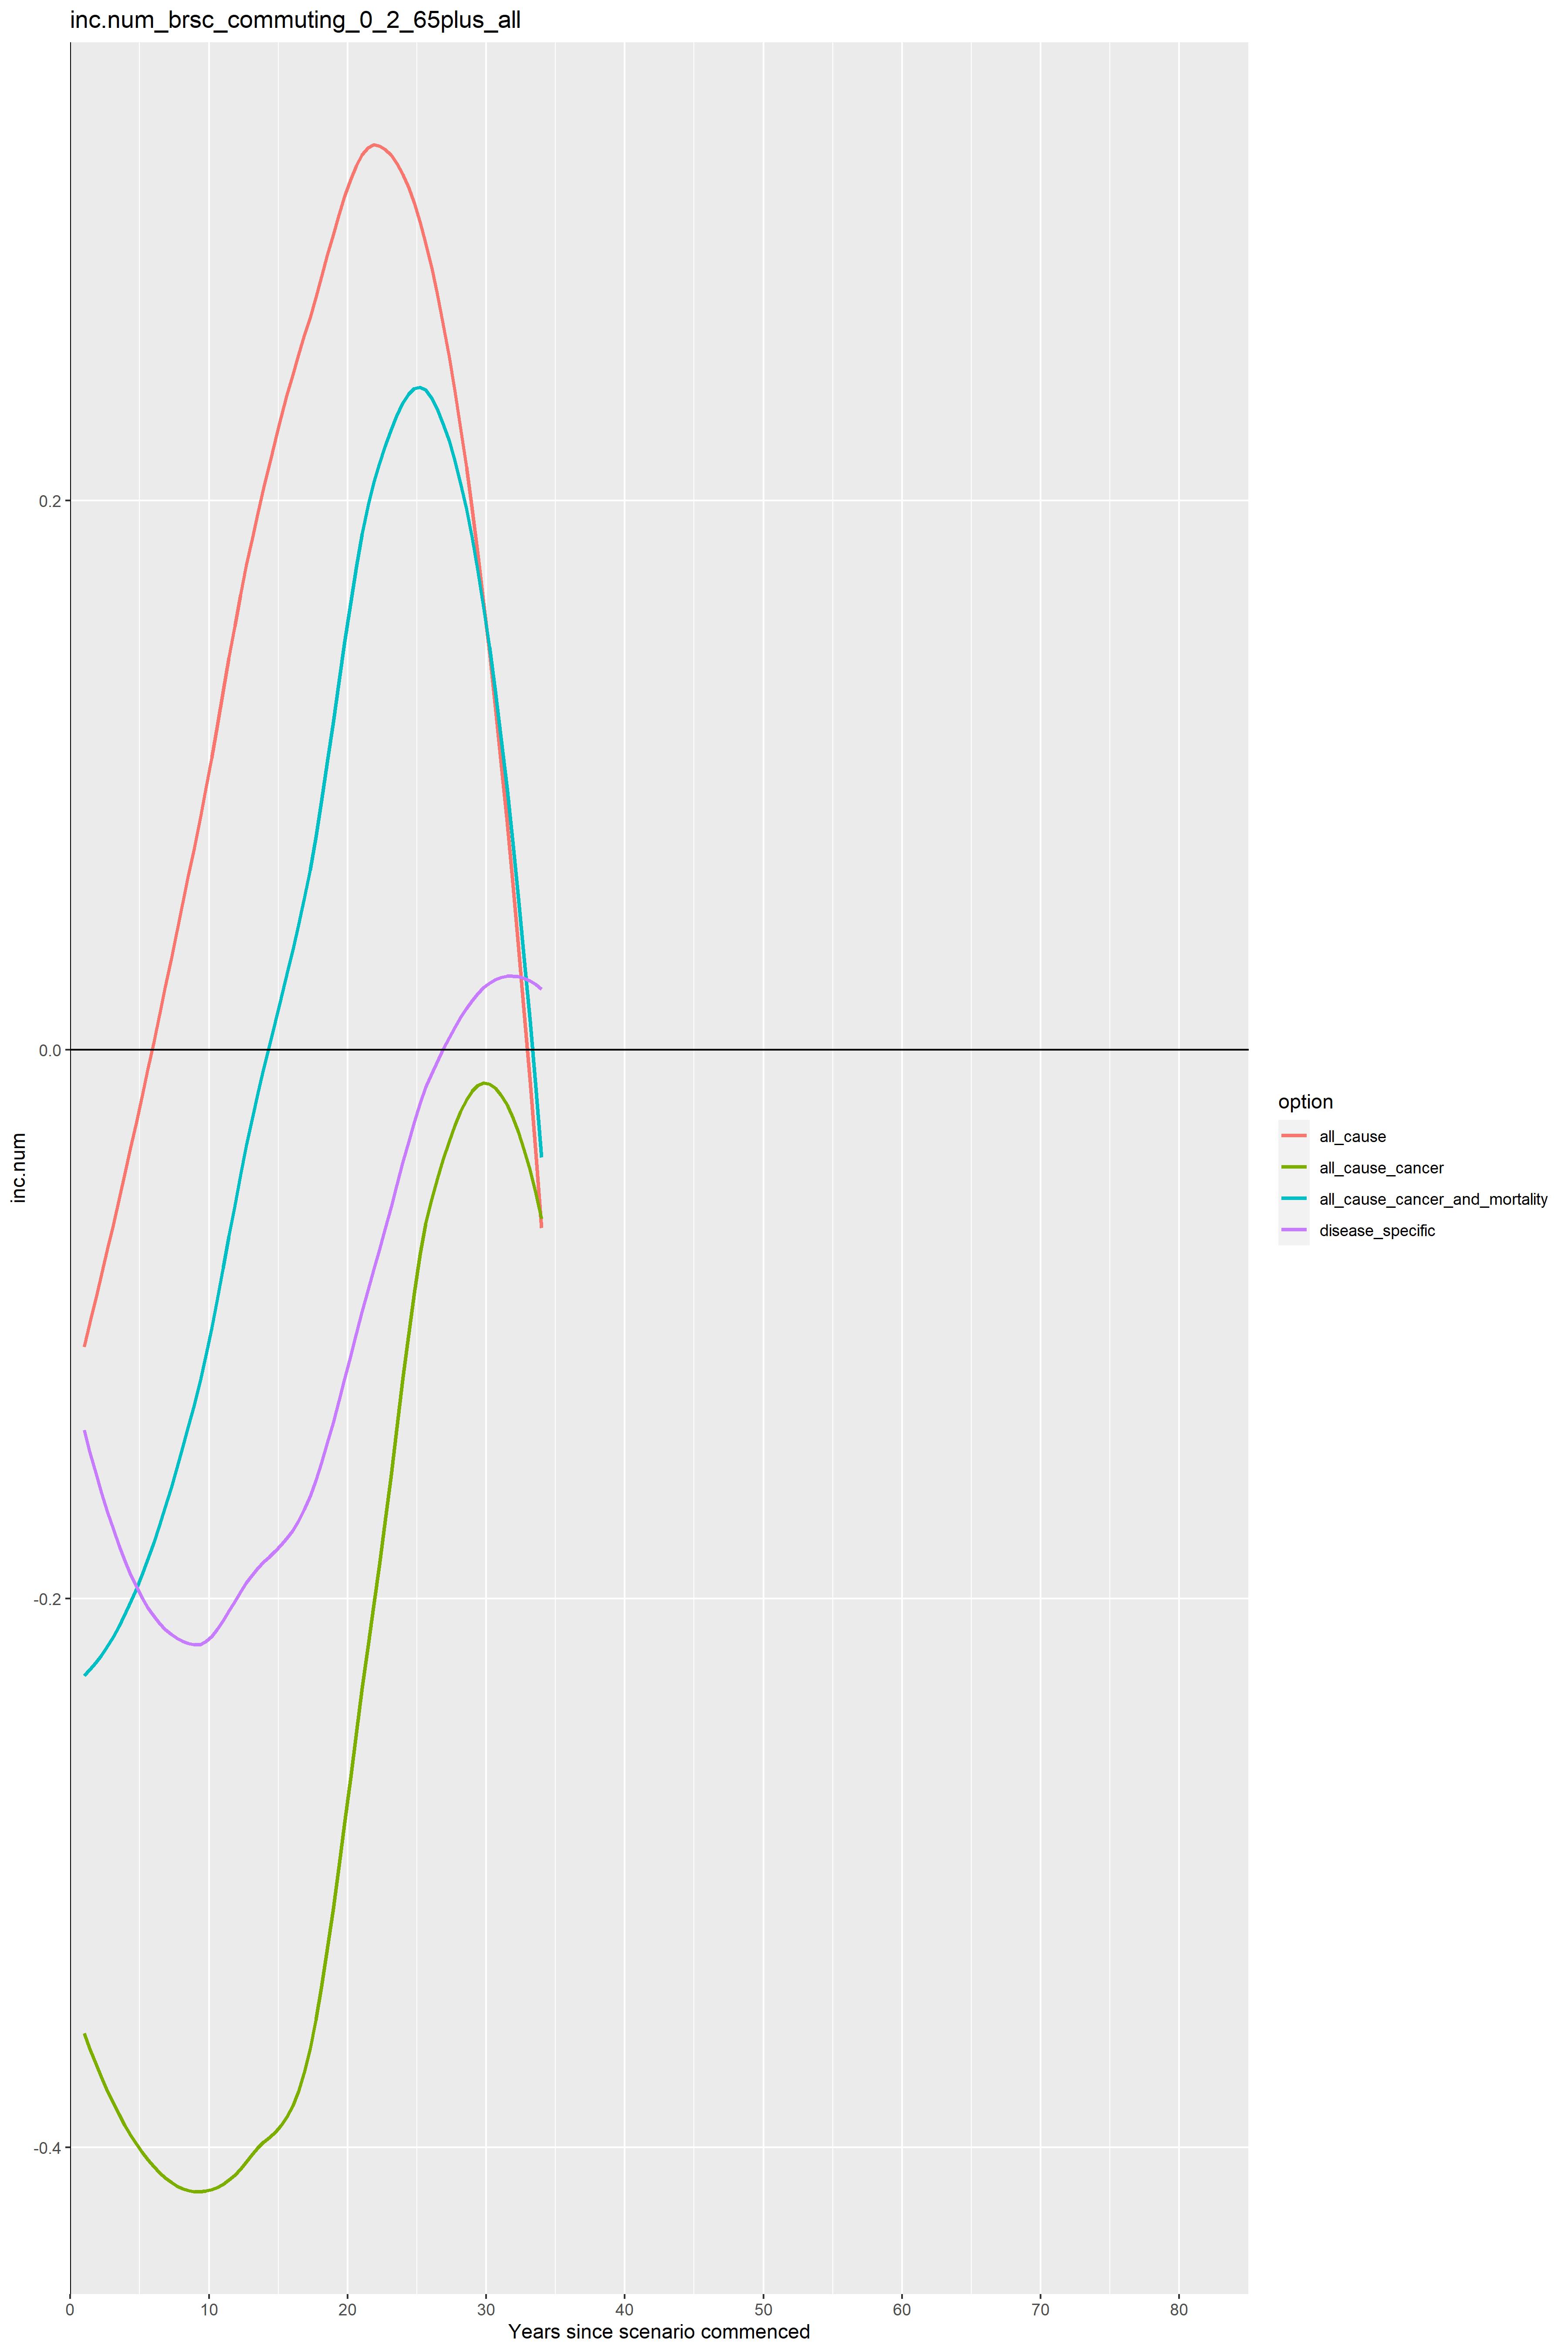 inc.num_brsc_commuting_0_2_65plus_all
0.2
0.0
-0.2
-0.4
inc.num
0 10 20 30 40 50 60 70 80
Years since scenario commenced
option
all_cause
all_cause_cancer
all_cause_cancer_and_mortality
disease_specific